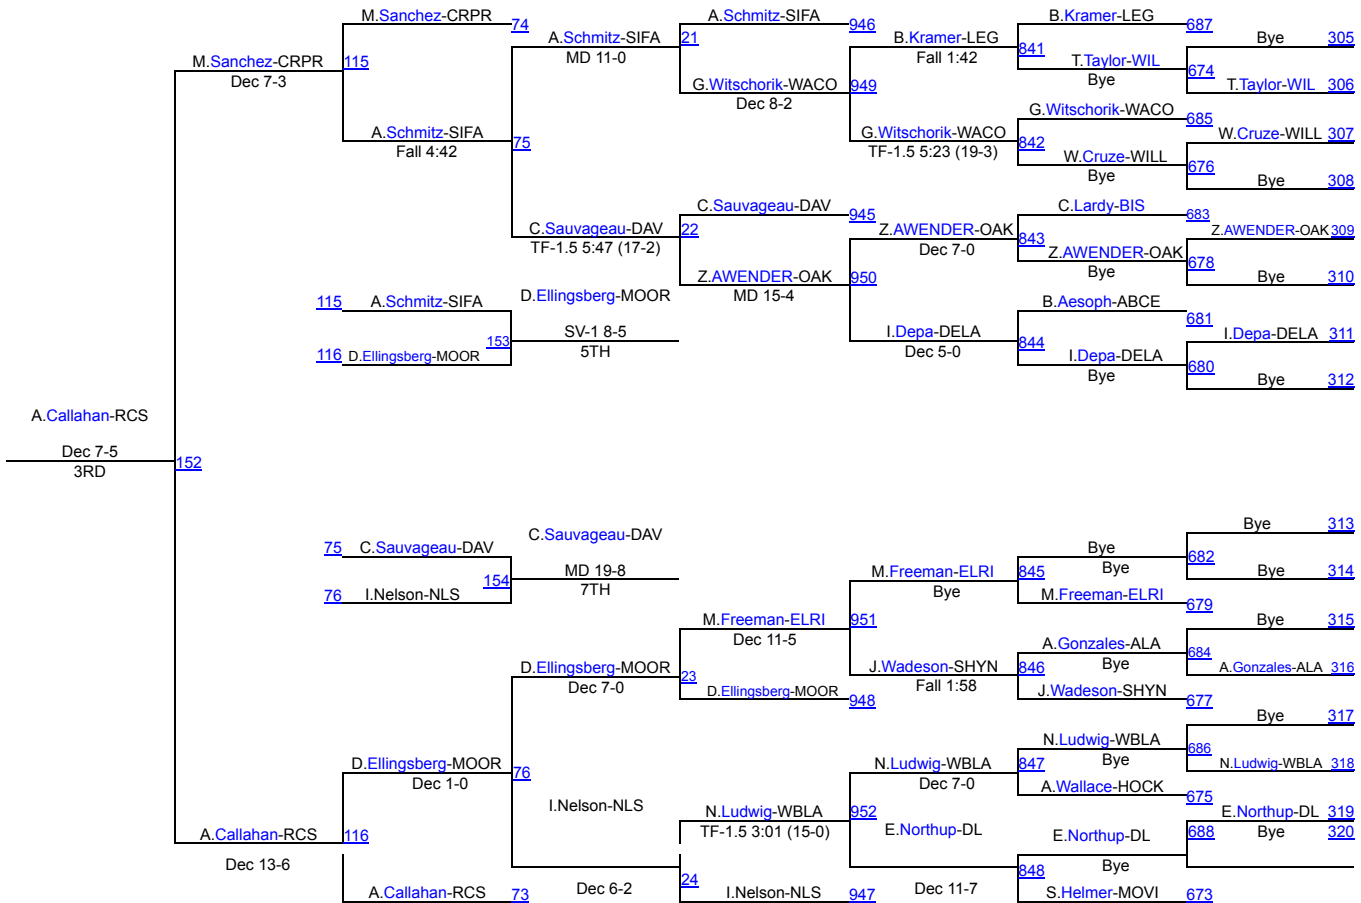 M.Sanchez-CRPR 74
A.Schmitz-SIFA 946
B.Kramer-LEG 687
A.Schmitz-SIFA 21
MD 11-0
B.Kramer-LEG 841
Fall 1:42
Bye 305
M.Sanchez-CRPR 115
Dec 7-3
T.Taylor-WIL 674
Bye
G.Witschorik-WACO 949
Dec 8-2
T.Taylor-WIL 306
G.Witschorik-WACO 685
A.Schmitz-SIFA 75
Fall 4:42
G.Witschorik-WACO 842
TF-1.5 5:23 (19-3)
W.Cruze-WILL 307
W.Cruze-WILL 676
Bye
Bye 308
C.Sauvageau-DAV 945
C.Lardy-BIS 683
C.Sauvageau-DAV 22
TF-1.5 5:47 (17-2)
Z.AWENDER-OAK 843
Dec 7-0
Z.AWENDER-OAK 309
Z.AWENDER-OAK 678
Bye
Z.AWENDER-OAK 950
MD 15-4
Bye 310
115 A.Schmitz-SIFA
D.Ellingsberg-MOOR
B.Aesoph-ABCE 681
153 SV-1 8-5
5TH
I.Depa-DELA 844
Dec 5-0
I.Depa-DELA 311
116 D.Ellingsberg-MOOR
I.Depa-DELA 680
Bye
Bye 312
A.Callahan-RCS
Dec 7-5
3RD
152
Bye 313
75 C.Sauvageau-DAV
C.Sauvageau-DAV
Bye 682
Bye
154 MD 19-8
7TH
M.Freeman-ELRI 845
Bye
Bye 314
76 I.Nelson-NLS
M.Freeman-ELRI 679
M.Freeman-ELRI 951
Dec 11-5
Bye 315
A.Gonzales-ALA 684
Bye
D.Ellingsberg-MOOR 23
Dec 7-0
J.Wadeson-SHYN 846
Fall 1:58
A.Gonzales-ALA 316
D.Ellingsberg-MOOR 948
J.Wadeson-SHYN 677
Bye 317
N.Ludwig-WBLA 686
Bye
D.Ellingsberg-MOOR 76
Dec 1-0
N.Ludwig-WBLA 847
Dec 7-0
N.Ludwig-WBLA 318
A.Wallace-HOCK 675
I.Nelson-NLS
N.Ludwig-WBLA 952
TF-1.5 3:01 (15-0)
E.Northup-DL 319
A.Callahan-RCS 116
Dec 13-6
E.Northup-DL
E.Northup-DL 688
Bye 320
Bye
848
A.Callahan-RCS 73
Dec 6-2
24
I.Nelson-NLS 947
Dec 11-7
S.Helmer-MOVI 673